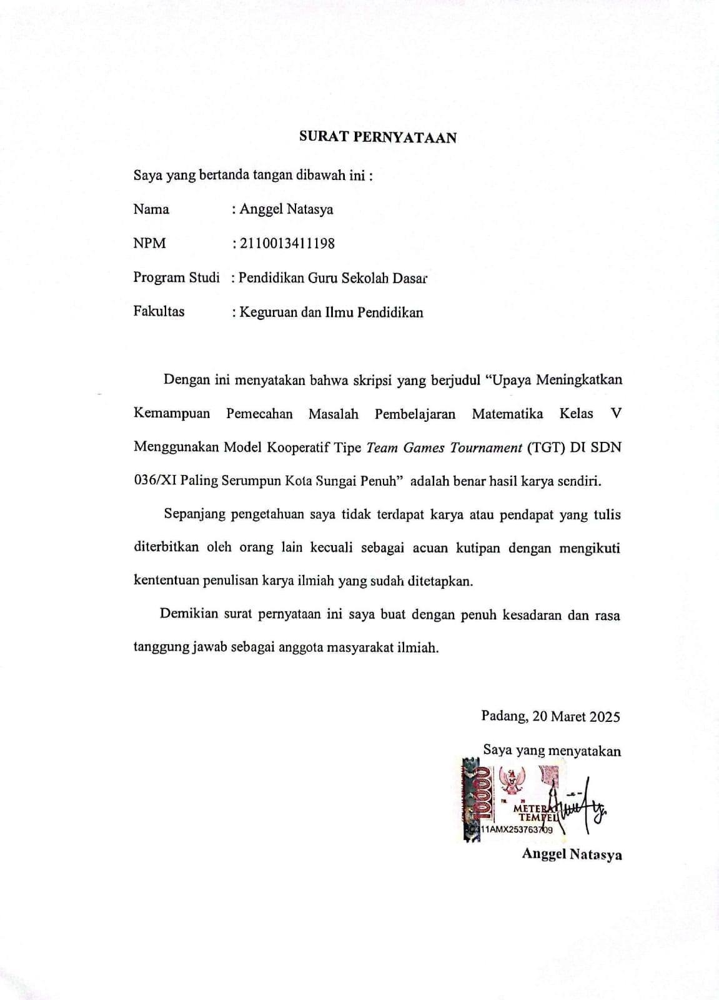 SURAT PERNYATAAN
Saya yang bertanda tangan dibawah ini :
Nama : Anggel Natasya
NPM : 2110013411198
Program Studi : Pendidikan Guru Sekolah Dasar
Fakultas : Keguruan dan Ilmu Pendidikan
Dengan ini menyatakan bahwa skripsi yang berjudul “Upaya Meningkatkan
Kemampuan Pemecahan Masalah Pembelajaran Matematika Kelas V
Menggunakan Model Kooperatif Tipe Team Games Tournament (TGT) DI SDN
036/XI Paling Serumpun Kota Sungai Penuh” adalah benar hasil karya sendiri.
Sepanjang pengetahuan saya tidak terdapat karya atau pendapat yang tulis
diterbitkan oleh orang lain kecuali sebagai acuan kutipan dengan mengikuti
kententuan penulisan karya ilmiah yang sudah ditetapkan.
Demikian surat pernyataan ini saya buat dengan penuh kesadaran dan rasa
tanggung jawab sebagai anggota masyarakat ilmiah.
Padang, 20 Maret 2025
Saya yang menyatakan
10000
METERAI
TEMPEL
11AMX253763709
Anggel Natasya